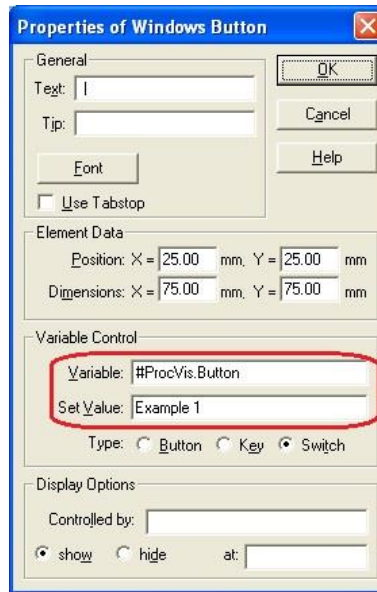 Properties of Windows Button
General
Text:
Tip:
Font
Use Tabstop
OK
Cancel
Help
Element Data
Position: X = 25.00 mm, Y = 25.00 mm
Dimensions: X = 75.00 mm, Y = 75.00 mm
Variable Control
Variable: #ProcVis.Button
Set Value: Example 1
Type: Button Key Switch
Display Options
Controlled by:
show hide at: